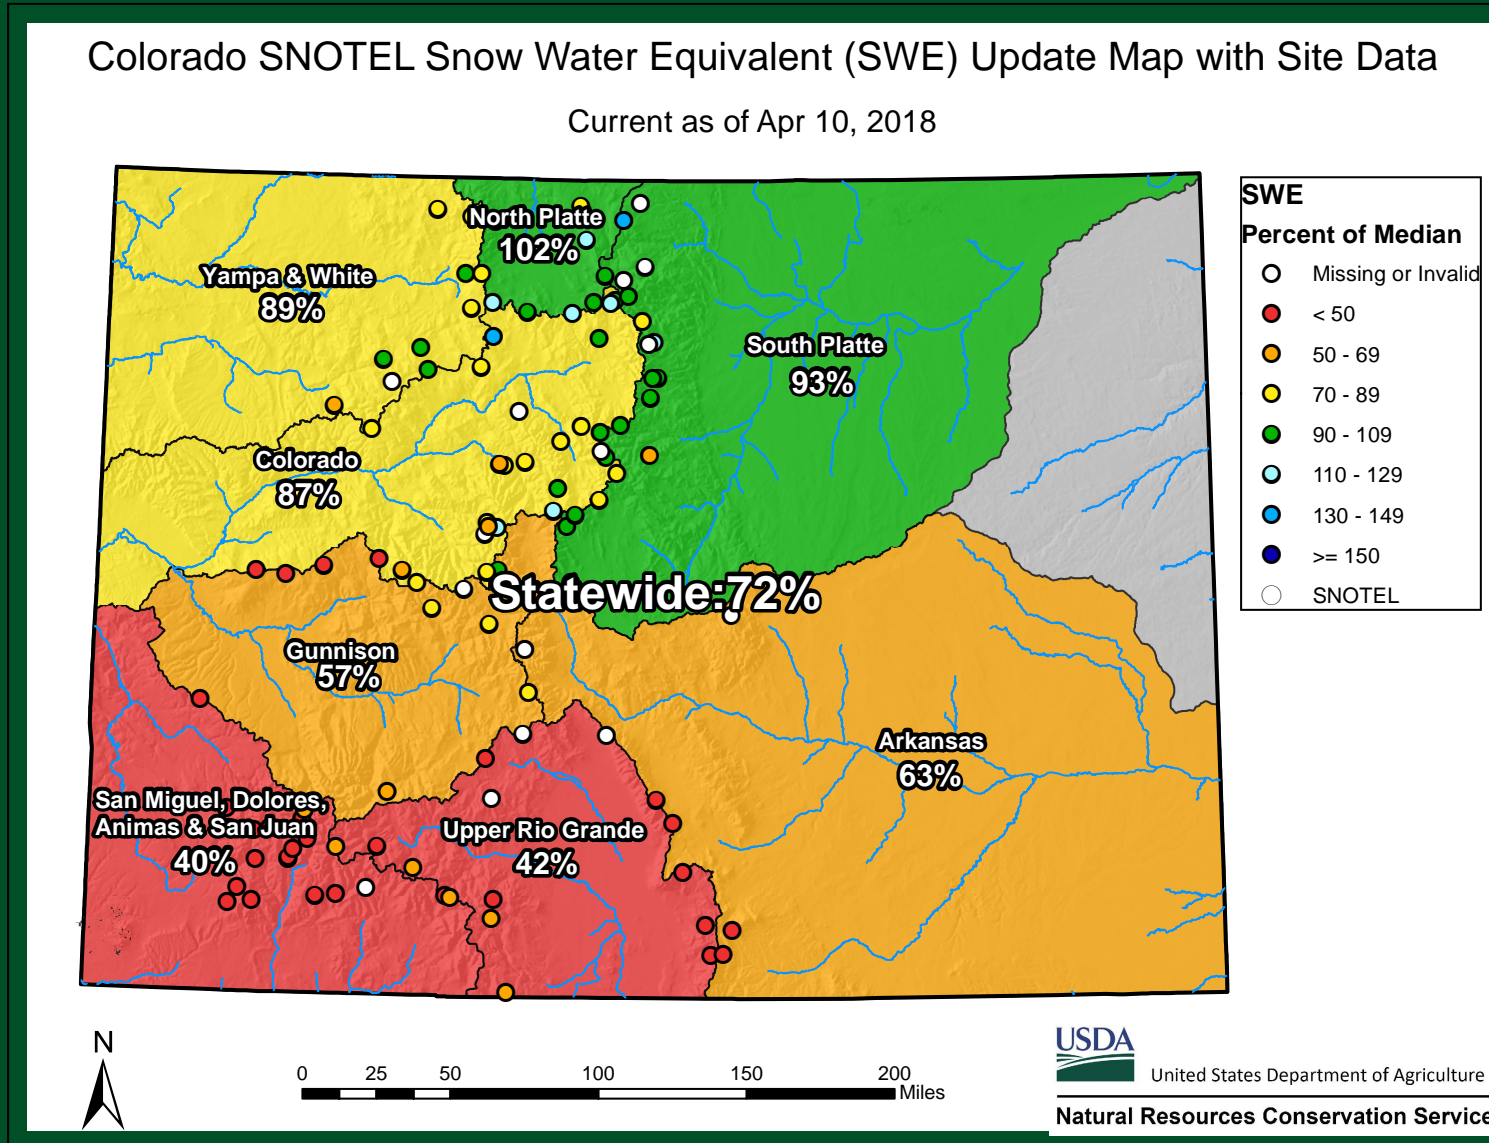 Colorado SNOTEL Snow Water Equivalent (SWE) Update Map with Site Data
Current as of Apr 10, 2018
North Platte
102%
Yampa & White
89%
South Platte
93%
Colorado
87%
Statewide:72%
Gunnison
57%
Arkansas
63%
San Miguel, Dolores,
Animas & San Juan
40%
Upper Rio Grande
42%
SWE
Percent of Median
Missing or Invalid
< 50
50 - 69
70 - 89
90 - 109
110 - 129
130 - 149
>= 150
SNOTEL
N
0 25 50 100 150 200
Miles
USDA
United States Department of Agriculture
Natural Resources Conservation Service